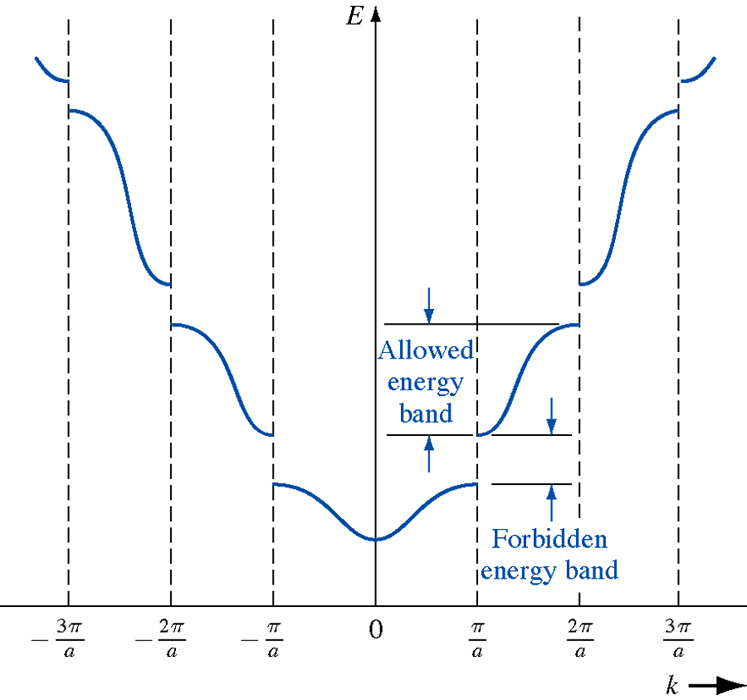 E
Allowed
energy
band
Forbidden
energy band
−3π/a
−2π/a
−π/a
0
π/a
2π/a
3π/a
k